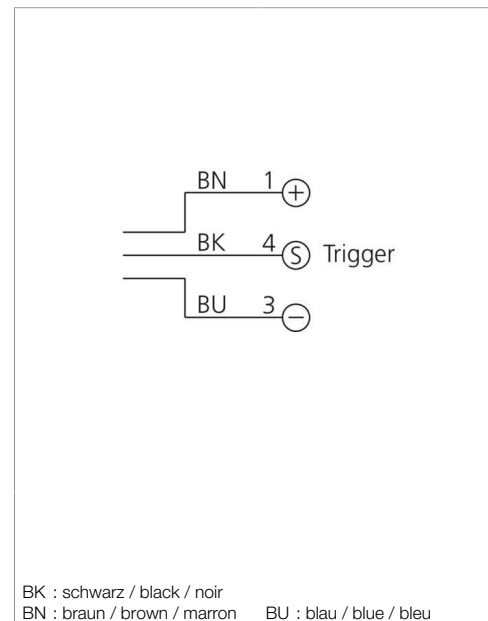 BN 1 +
BK 4 S Trigger
BU 3 −
BK : schwarz / black / noir
BN : braun / brown / marron BU : blau / blue / bleu